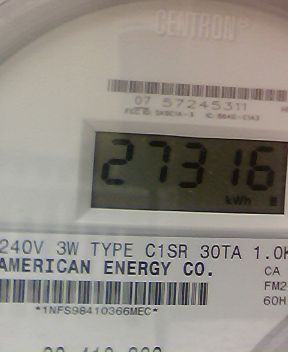 CENTRON®
07 57245311
27316
kWh
240V 3W TYPE C1SR 30TA 1.0K
AMERICAN ENERGY CO.
CA
FM2
60H
*1NFS98410366MEC*